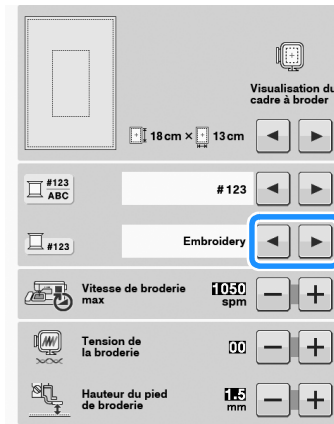 Visualisation du
cadre à broder
18 cm × 13 cm
#123
ABC
#123
#123
Embroidery
Vitesse de broderie
max
1050
spm
Tension de
la broderie
00
Hauteur du pied
de broderie
1.5
mm